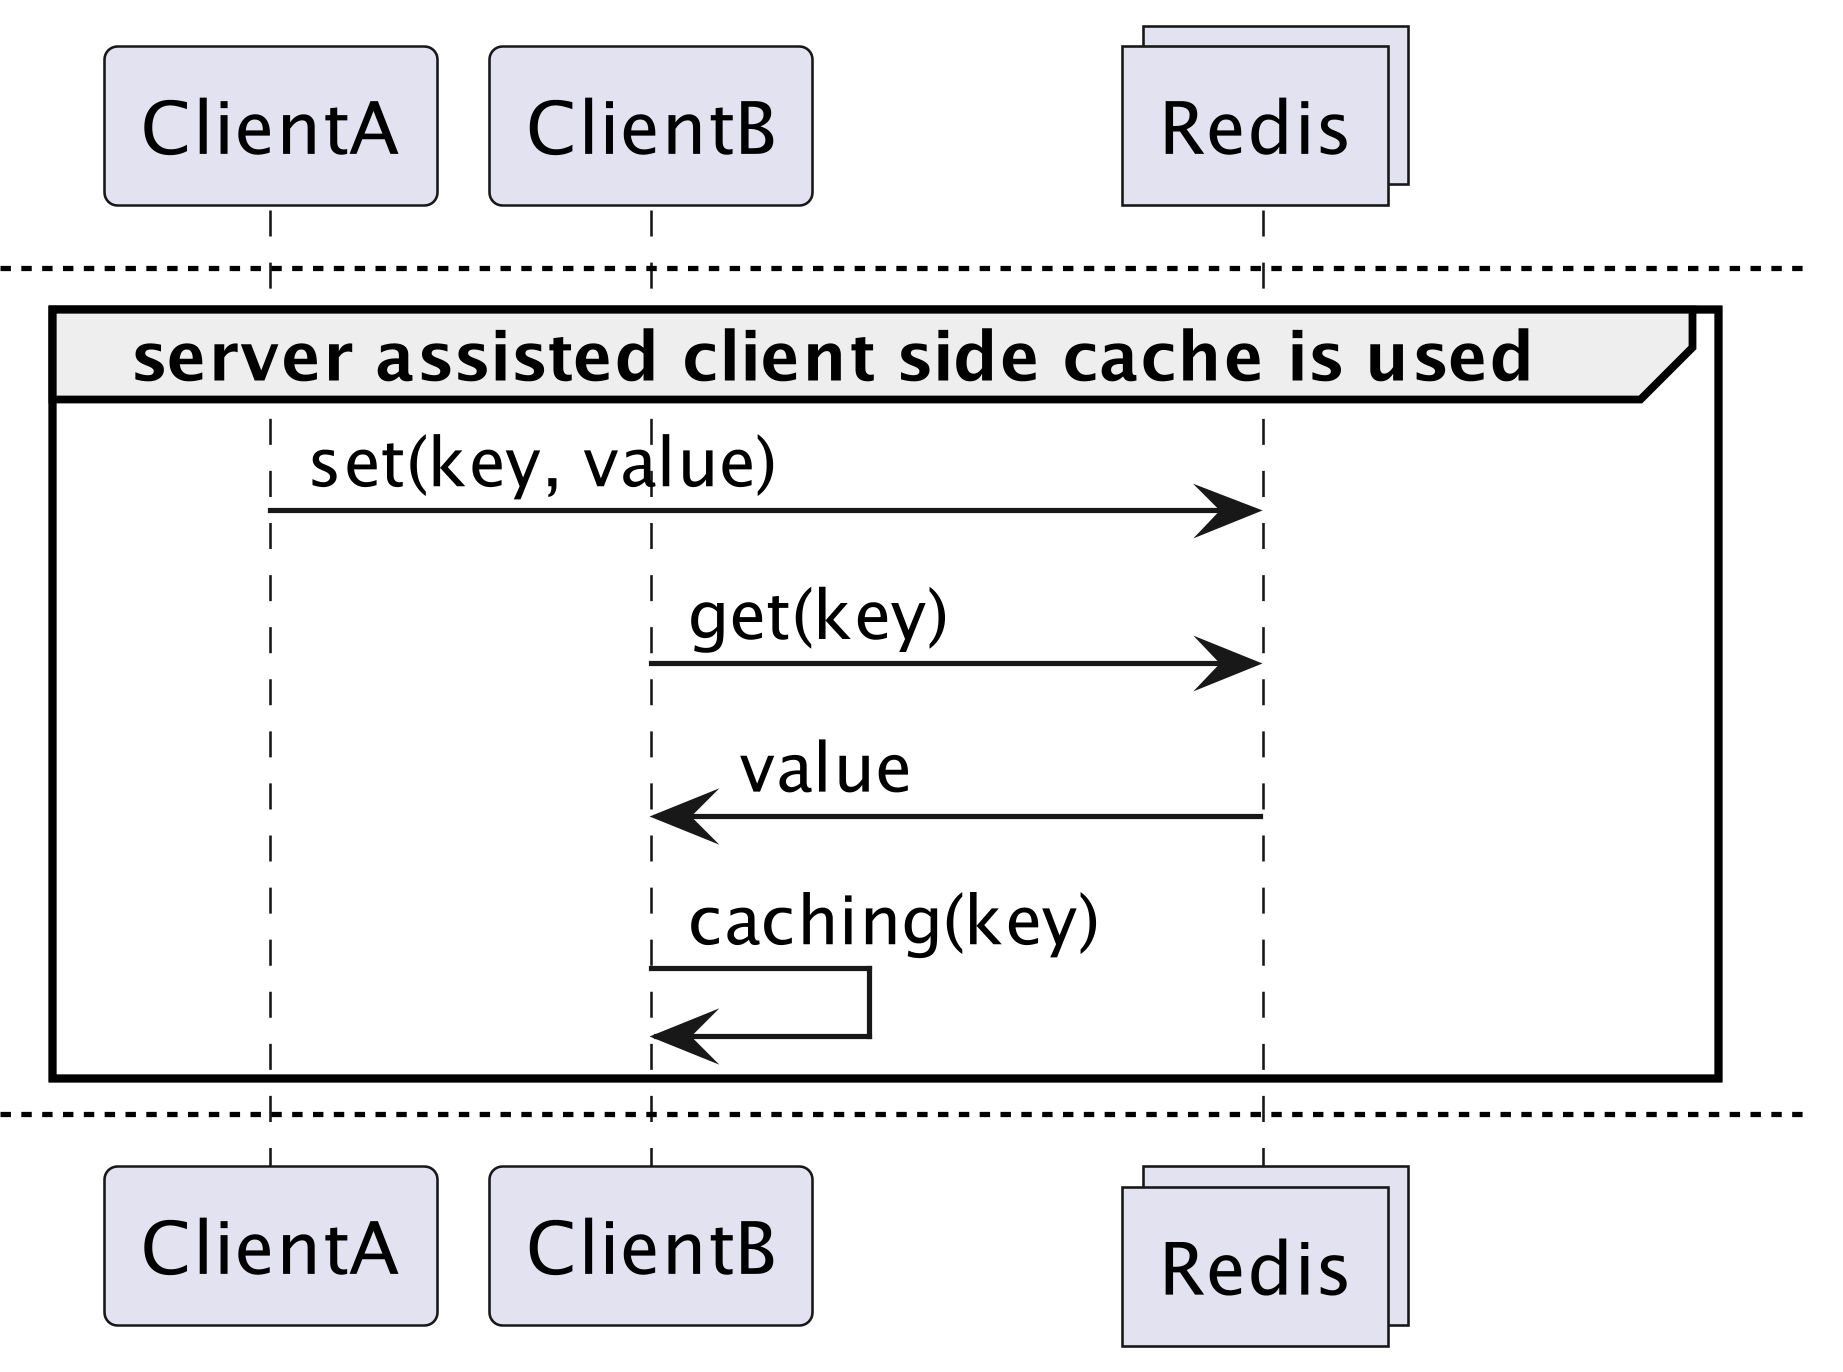 ClientA
ClientB
Redis
server assisted client side cache is used
set(key, value)
get(key)
value
caching(key)
ClientA
ClientB
Redis